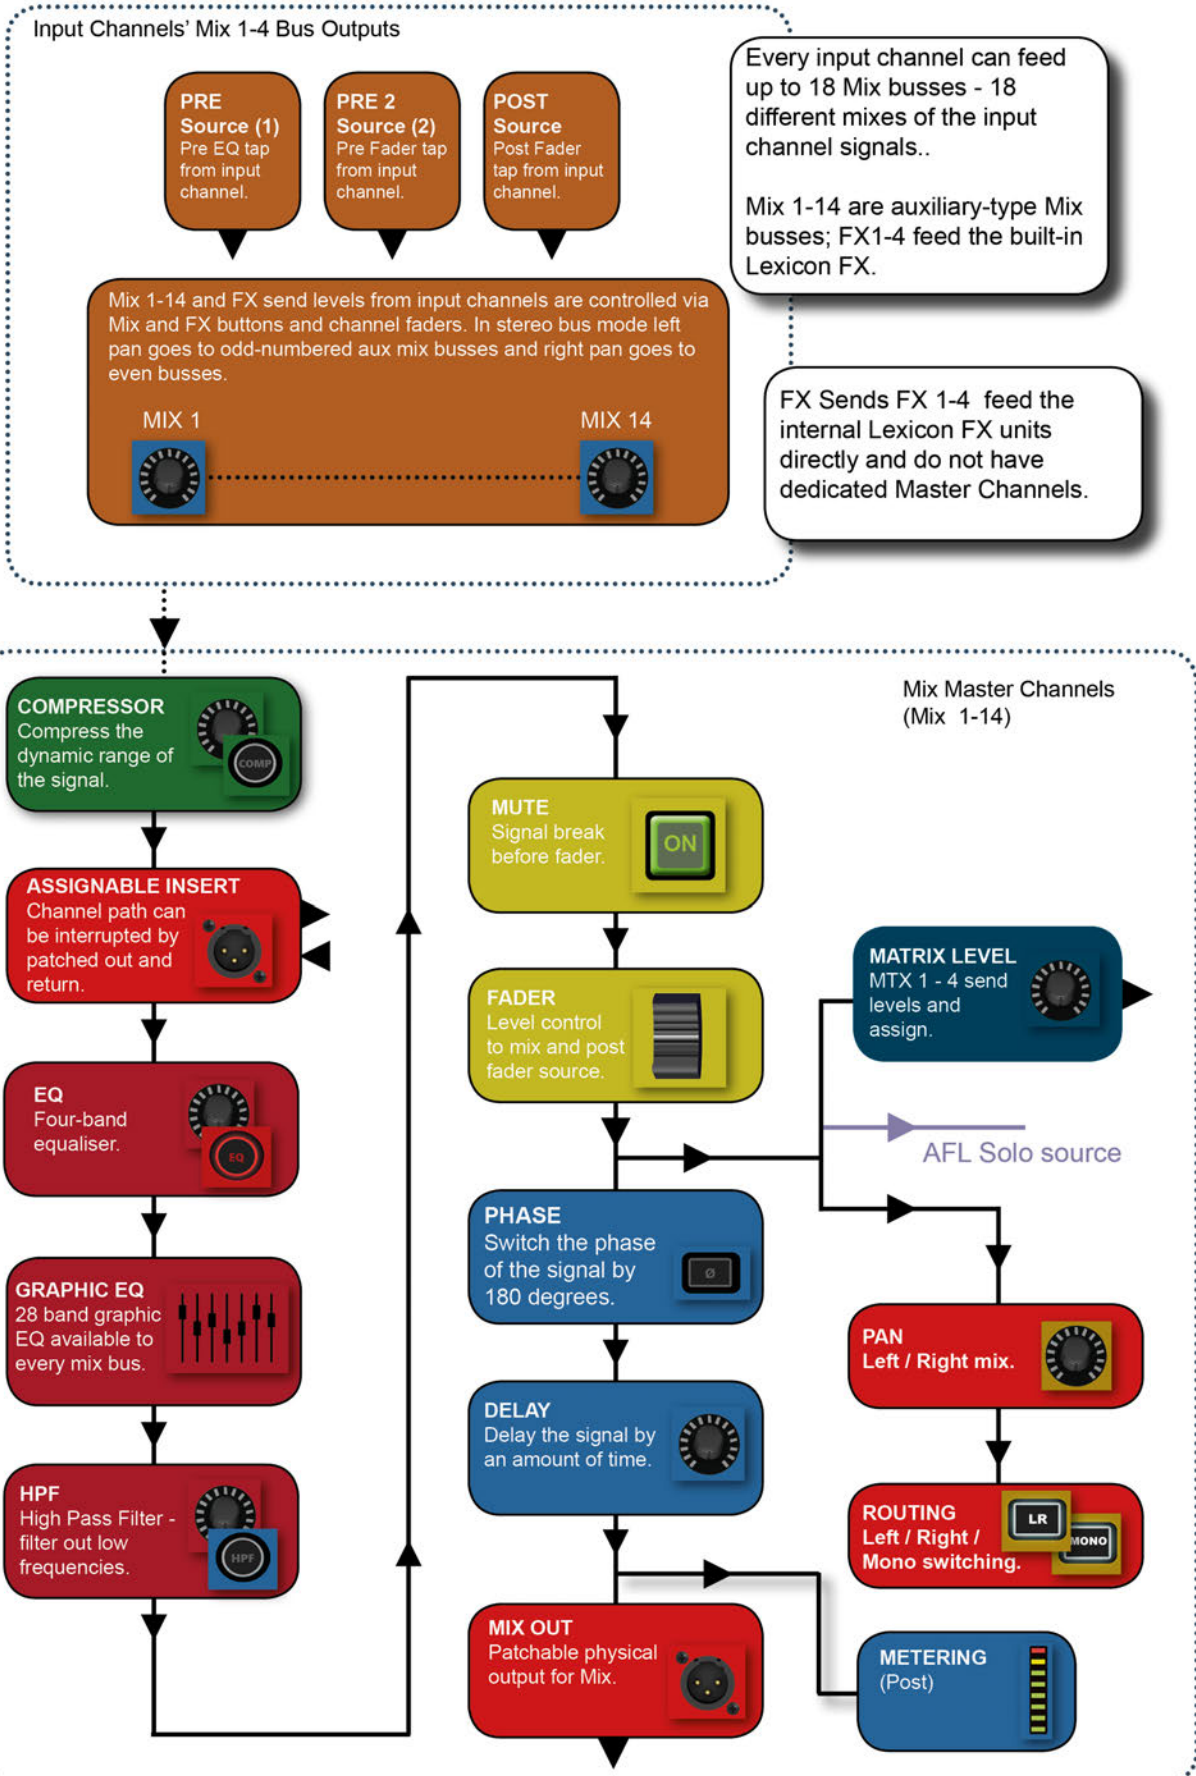 Input Channels' Mix 1-4 Bus Outputs
PRE
Source (1)
Pre EQ tap
from input
channel.
PRE 2
Source (2)
Pre Fader tap
from input
channel.
POST
Source
Post Fader
tap from input
channel.
Every input channel can feed
up to 18 Mix busses - 18
different mixes of the input
channel signals..
Mix 1-14 are auxiliary-type Mix
busses; FX1-4 feed the built-in
Lexicon FX.
Mix 1-14 and FX send levels from input channels are controlled via
Mix and FX buttons and channel faders. In stereo bus mode left
pan goes to odd-numbered aux mix busses and right pan goes to
even busses.
MIX 1
MIX 14
FX Sends FX 1-4 feed the
internal Lexicon FX units
directly and do not have
dedicated Master Channels.
Mix Master Channels
(Mix 1-14)
COMPRESSOR
Compress the
dynamic range of
the signal.
COMP
ASSIGNABLE INSERT
Channel path can
be interrupted by
patched out and
return.
EQ
Four-band
equaliser.
EQ
GRAPHIC EQ
28 band graphic
EQ available to
every mix bus.
HPF
High Pass Filter -
filter out low
frequencies.
HPF
MUTE
Signal break
before fader.
ON
FADER
Level control
to mix and post
fader source.
MATRIX LEVEL
MTX 1 - 4 send
levels and
assign.
AFL Solo source
PHASE
Switch the phase
of the signal by
180 degrees.
Ø
DELAY
Delay the signal by
an amount of time.
PAN
Left / Right mix.
ROUTING
Left / Right /
Mono switching.
LR
MONO
MIX OUT
Patchable physical
output for Mix.
METERING
(Post)